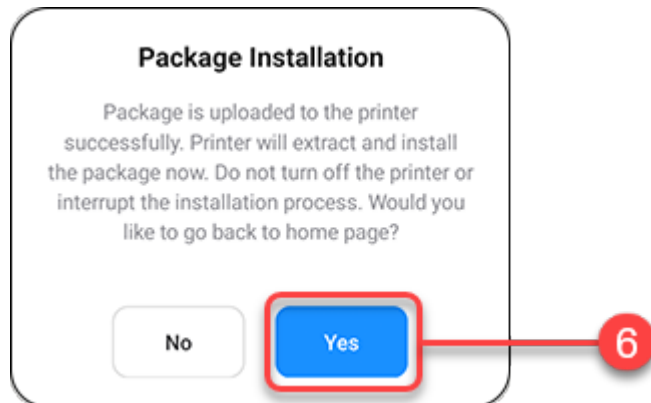 Package Installation
Package is uploaded to the printer
successfully. Printer will extract and install
the package now. Do not turn off the printer or
interrupt the installation process. Would you
like to go back to home page?
No
Yes
6